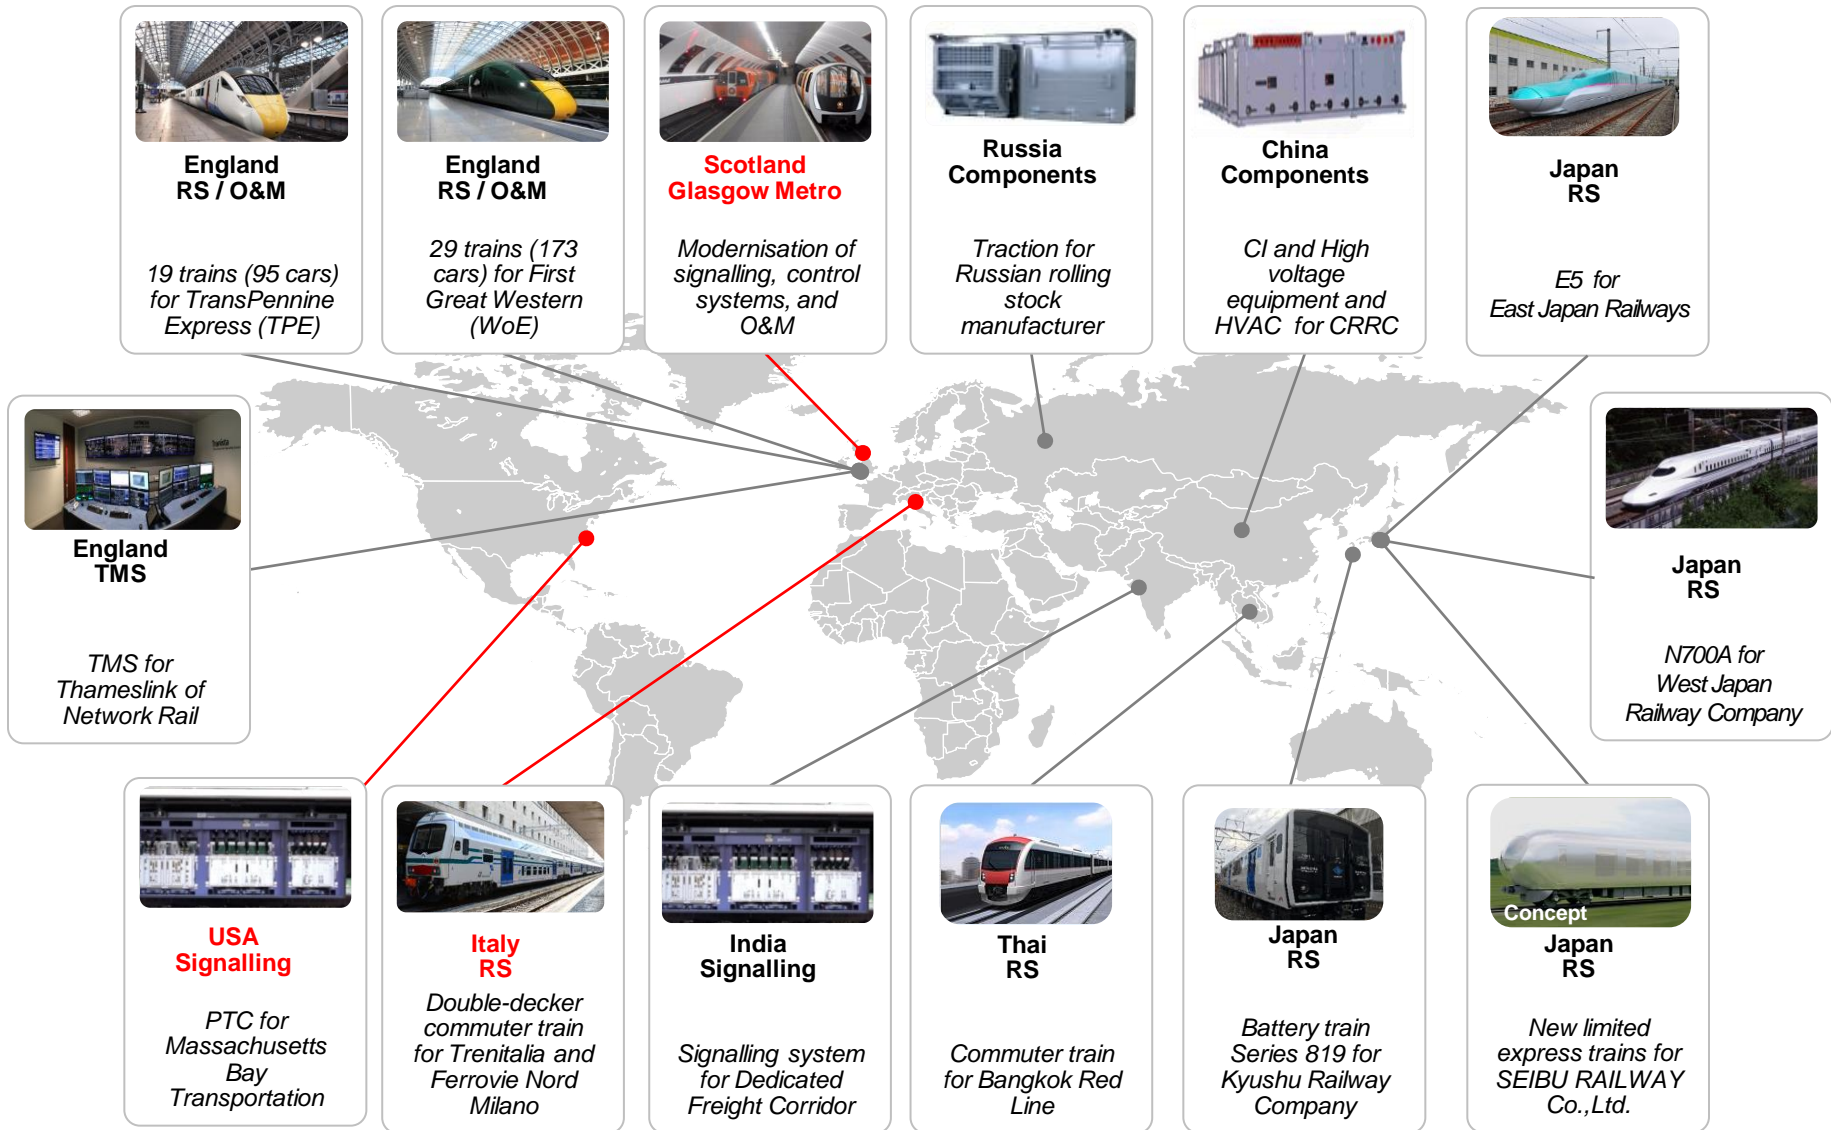 England
RS / O&M
19 trains (95 cars)
for TransPennine
Express (TPE)
England
RS / O&M
29 trains (173
cars) for First
Great Western
(WoE)
Scotland
Glasgow Metro
Modernisation of
signalling, control
systems, and
O&M
Russia
Components
Traction for
Russian rolling
stock
manufacturer
China
Components
CI and High
voltage
equipment and
HVAC for CRRC
Japan
RS
E5 for
East Japan Railways
England
TMS
TMS for
Thameslink of
Network Rail
Japan
RS
N700A for
West Japan
Railway Company
USA
Signalling
PTC for
Massachusetts
Bay
Transportation
Italy
RS
Double-decker
commuter train
for Trenitalia and
Ferrovie Nord
Milano
India
Signalling
Signalling system
for Dedicated
Freight Corridor
Thai
RS
Commuter train
for Bangkok Red
Line
Japan
RS
Battery train
Series 819 for
Kyushu Railway
Company
Concept
Japan
RS
New limited
express trains for
SEIBU RAILWAY
Co.,Ltd.